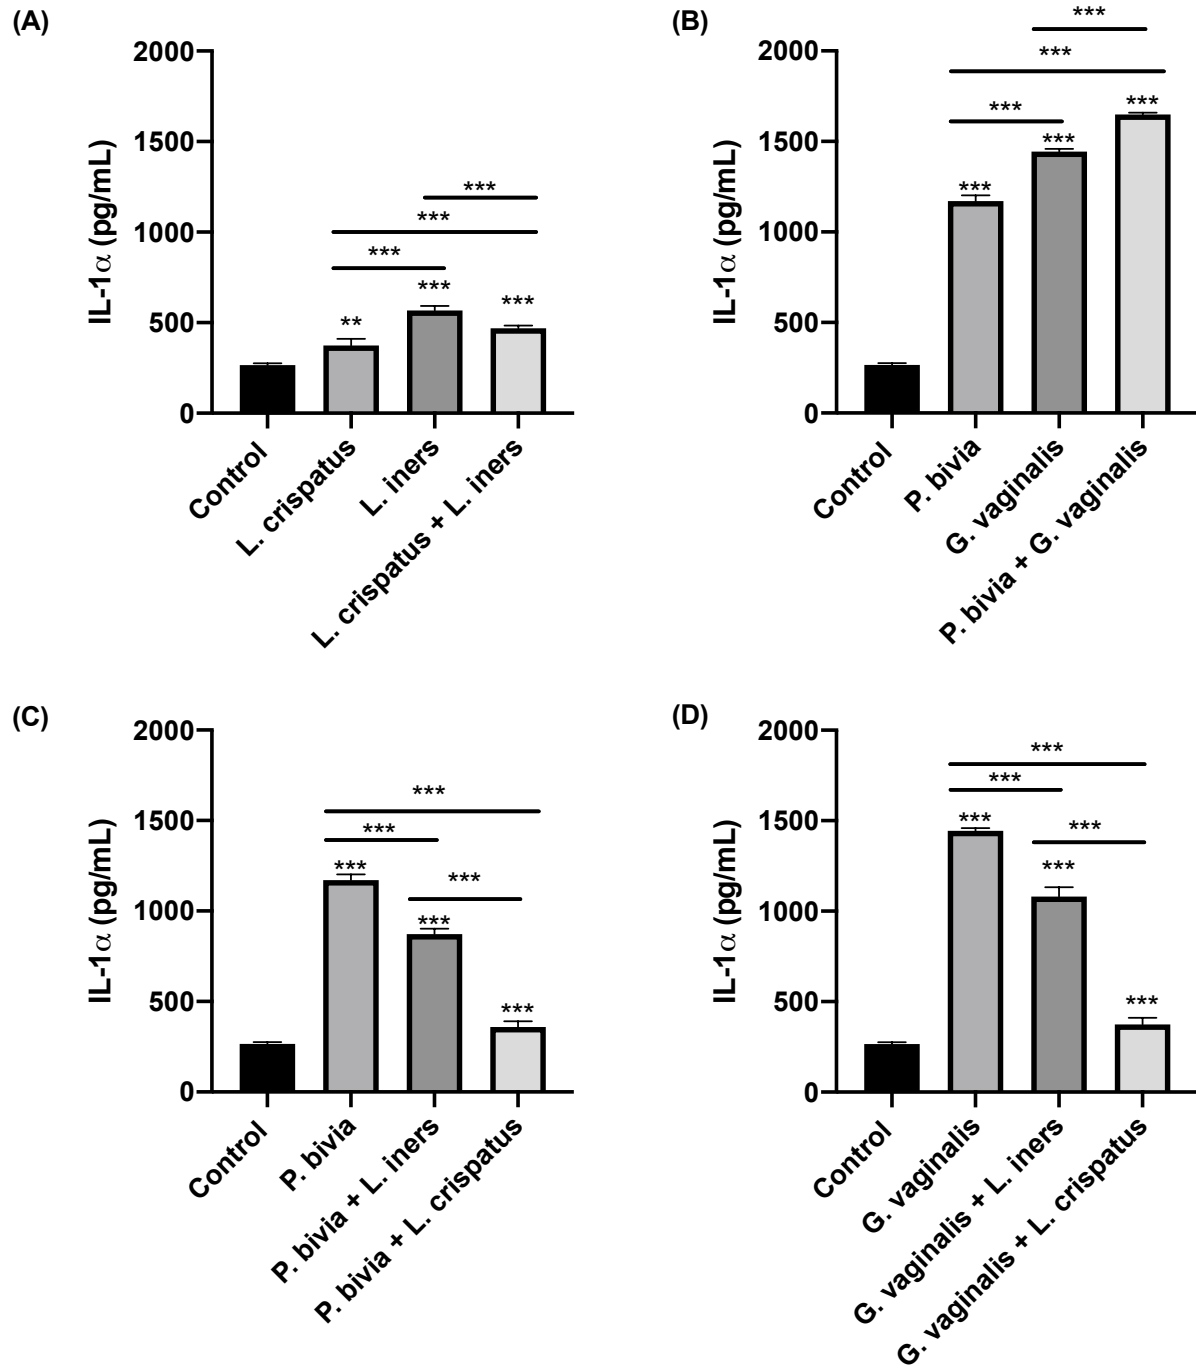 (A)
2000
1500
1000
500
0
IL-1α (pg/mL)
***
***
***
**
***
***
Control
L. crispatus
L. iners
L. crispatus + L. iners
(B)
2000
1500
1000
500
0
IL-1α (pg/mL)
***
***
***
***
***
***
Control
P. bivia
G. vaginalis
P. bivia + G. vaginalis
(C)
2000
1500
1000
500
0
IL-1α (pg/mL)
***
***
***
***
***
***
Control
P. bivia
P. bivia + L. iners
P. bivia + L. crispatus
(D)
2000
1500
1000
500
0
IL-1α (pg/mL)
***
***
***
***
***
***
Control
G. vaginalis
G. vaginalis + L. iners
G. vaginalis + L. crispatus